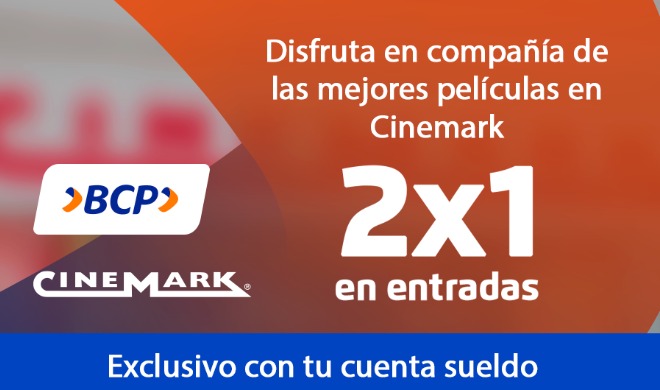 Disfruta en compañía de
las mejores películas en
Cinemark
›BCP›
2x1
CINEMARK®
en entradas
Exclusivo con tu cuenta sueldo